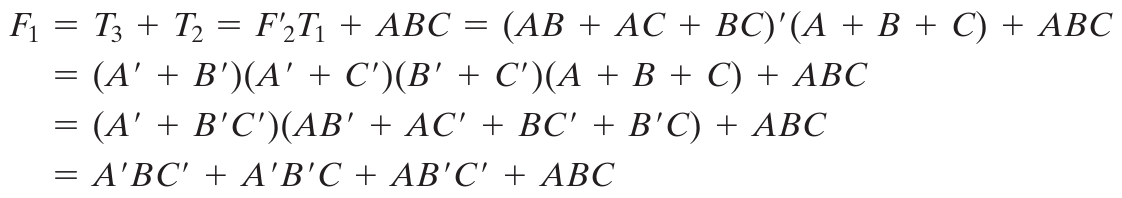 F₁ = T₃ + T₂ = F′₂T₁ + ABC = (AB + AC + BC)′(A + B + C) + ABC
= (A′ + B′)(A′ + C′)(B′ + C′)(A + B + C) + ABC
= (A′ + B′C′)(AB′ + AC′ + BC′ + B′C) + ABC
= A′BC′ + A′B′C + AB′C′ + ABC